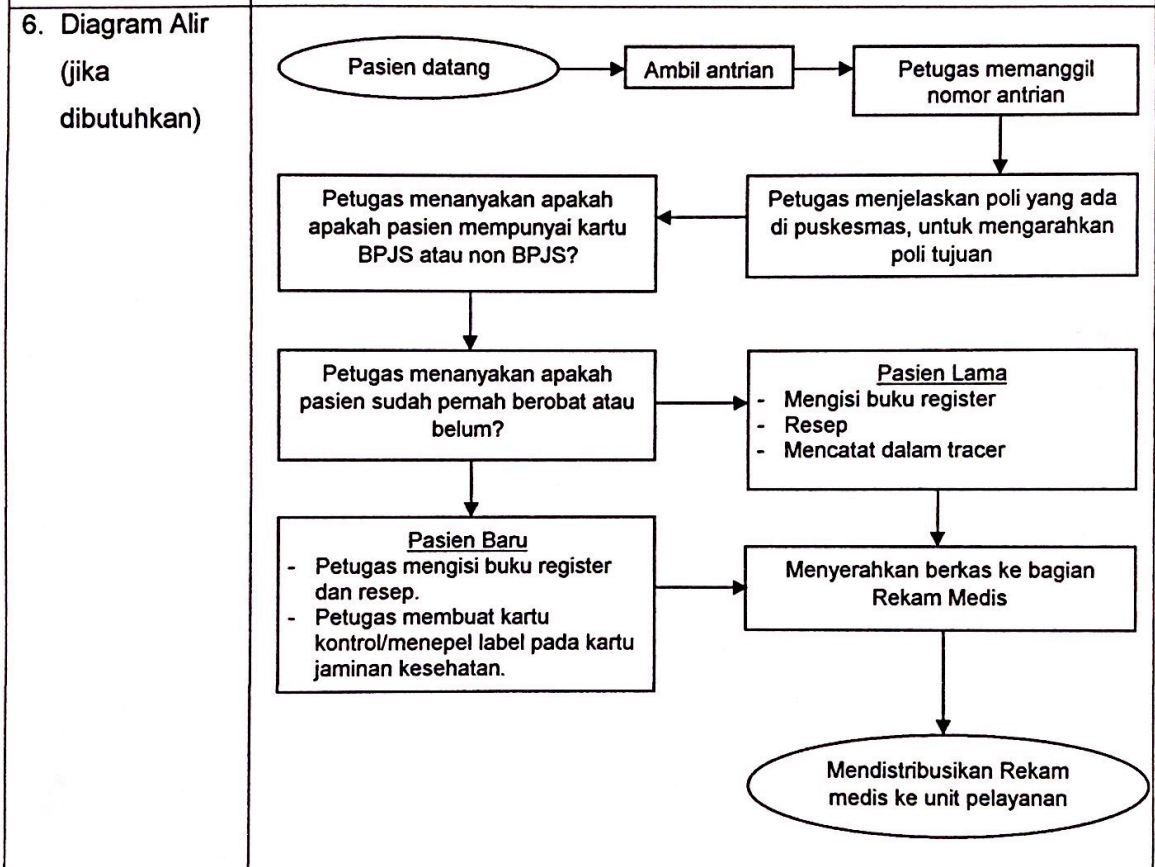 6. Diagram Alir
(jika
dibutuhkan)
Pasien datang
Ambil antrian
Petugas memanggil
nomor antrian
Petugas menanyakan apakah
apakah pasien mempunyai kartu
BPJS atau non BPJS?
Petugas menjelaskan poli yang ada
di puskesmas, untuk mengarahkan
poli tujuan
Petugas menanyakan apakah
pasien sudah pernah berobat atau
belum?
Pasien Lama
- Mengisi buku register
- Resep
- Mencatat dalam tracer
Pasien Baru
- Petugas mengisi buku register
dan resep.
- Petugas membuat kartu
kontrol/menepel label pada kartu
jaminan kesehatan.
Menyerahkan berkas ke bagian
Rekam Medis
Mendistribusikan Rekam
medis ke unit pelayanan